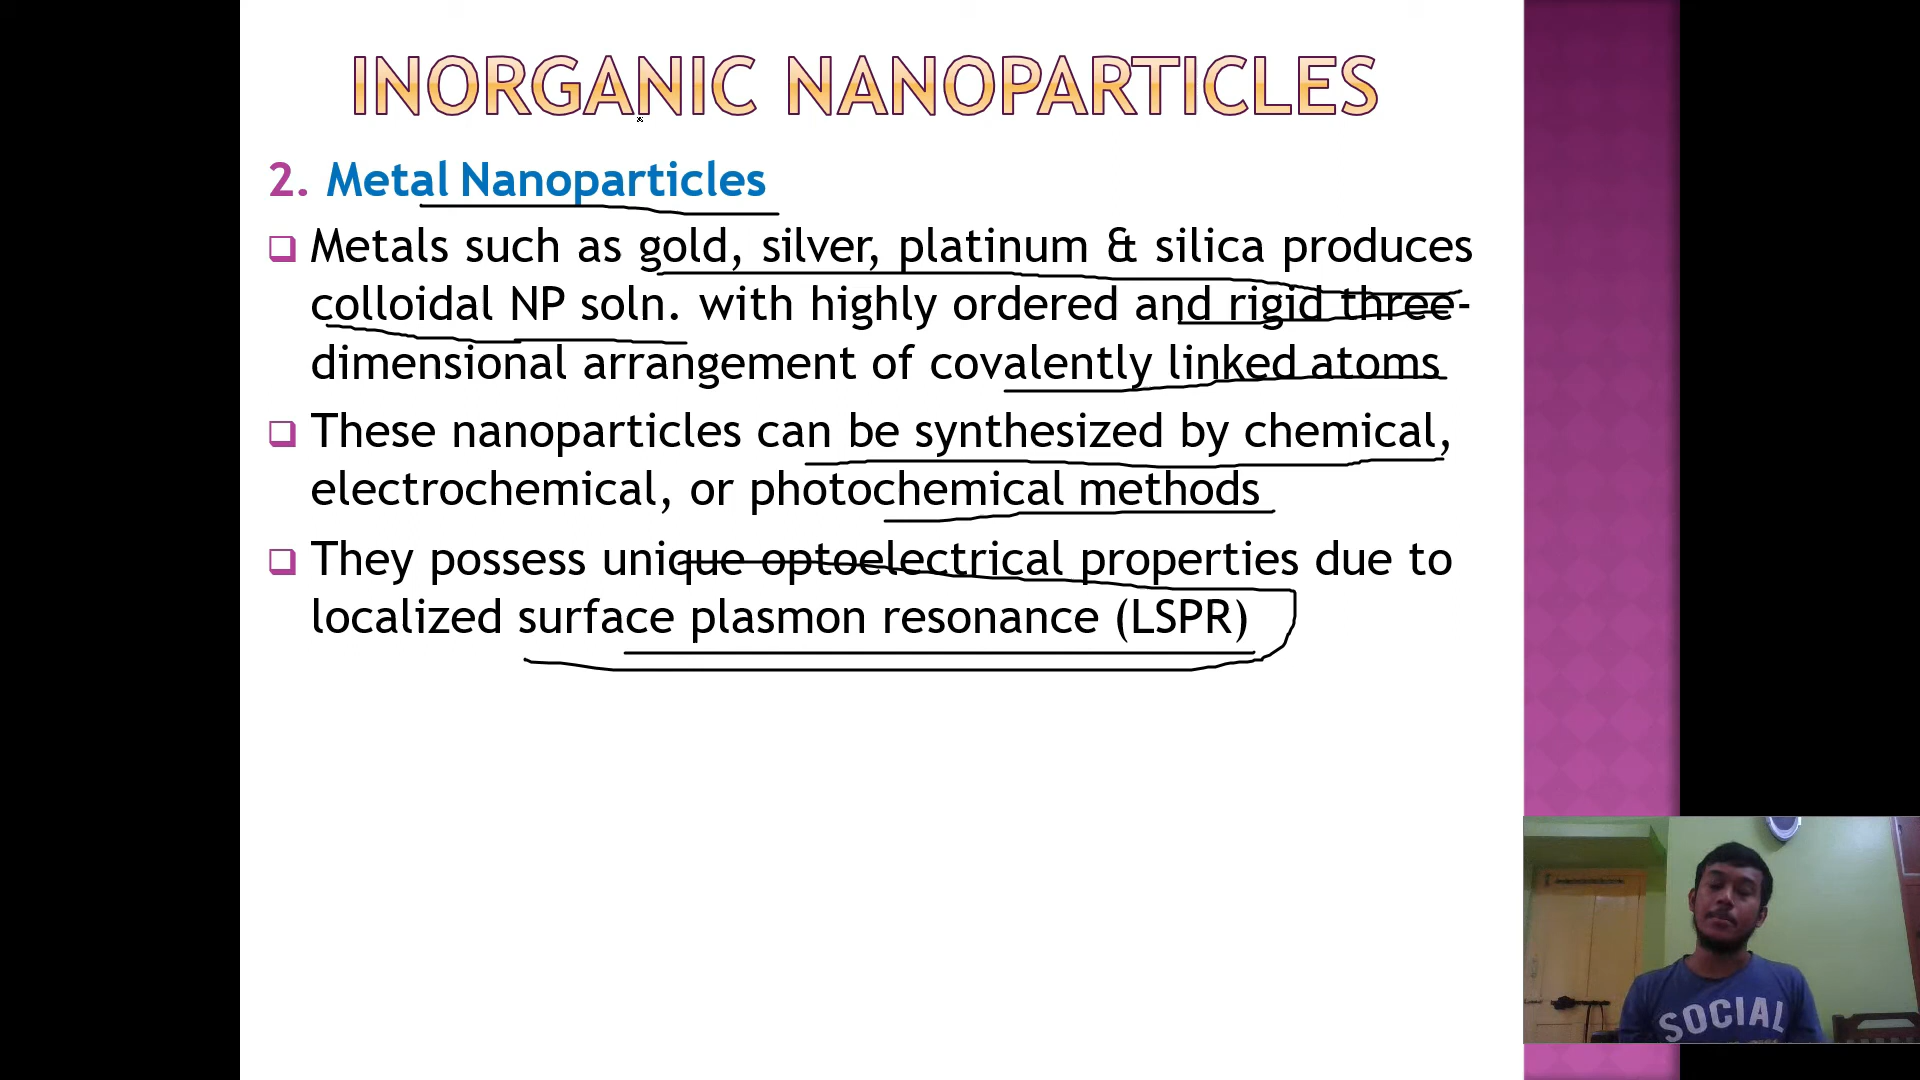 INORGANIC NANOPARTICLES
2. Metal Nanoparticles
❑ Metals such as gold, silver, platinum & silica produces
colloidal NP soln. with highly ordered and rigid three-
dimensional arrangement of covalently linked atoms
❑ These nanoparticles can be synthesized by chemical,
electrochemical, or photochemical methods
❑ They possess unique optoelectrical properties due to
localized surface plasmon resonance (LSPR)
SOCIAL